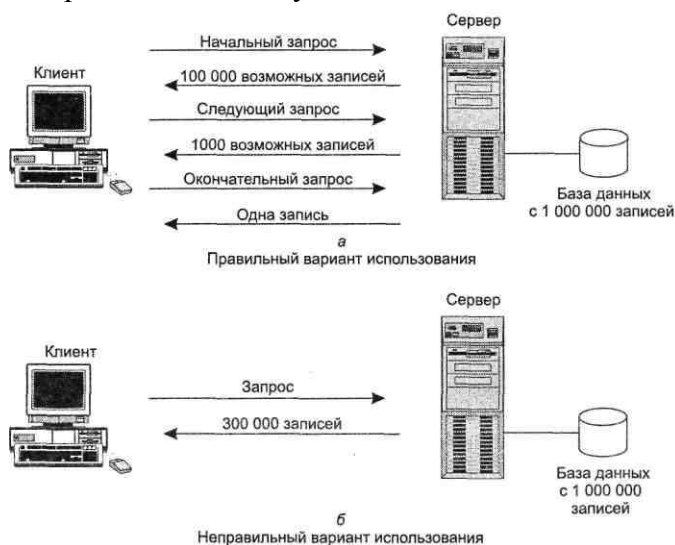 Сервер
Начальный запрос
Клиент
100 000 возможных записей
Следующий запрос
1000 возможных записей
Окончательный запрос
Одна запись
База данных
с 1 000 000 записей
а
Правильный вариант использования
Сервер
Клиент
Запрос
300 000 записей
База данных
с 1 000 000
записей
б
Неправильный вариант использования